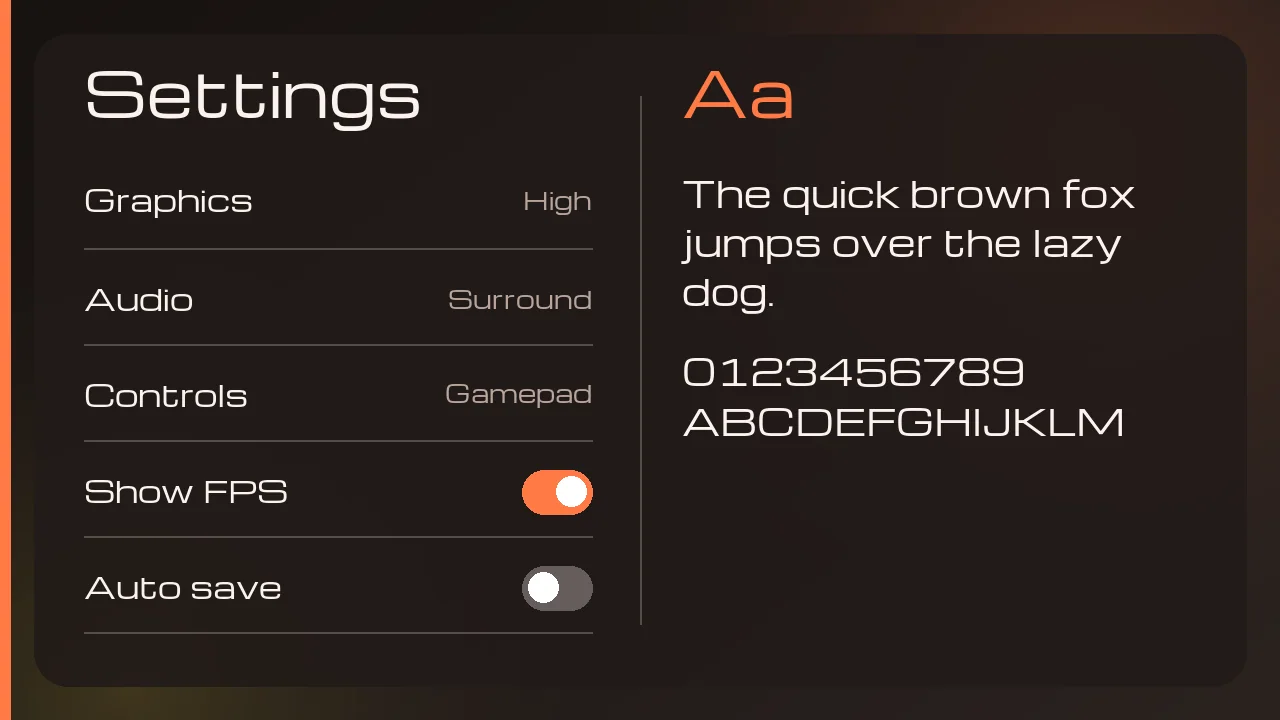 Settings
Graphics High
Audio Surround
Controls Gamepad
Show FPS
Auto save
Aa
The quick brown fox
jumps over the lazy
dog.
0123456789
ABCDEFGHIJKLM